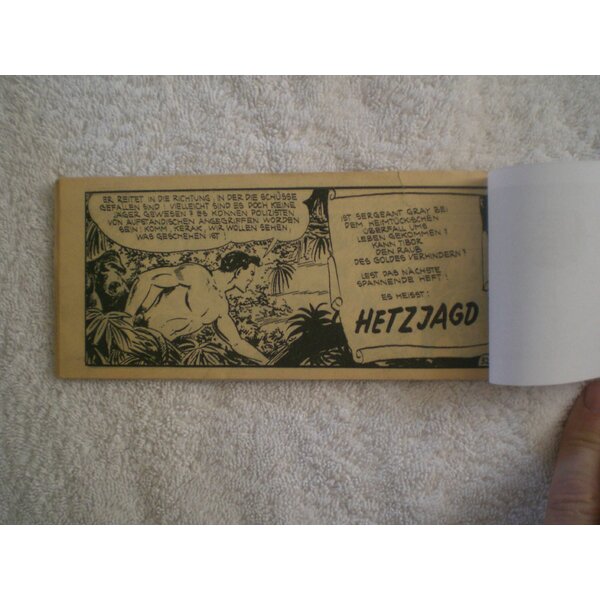 ER REITET IN DIE RICHTUNG, IN DER DIE SCHÜSSE
GEFALLEN SIND! VIELLEICHT SIND ES DOCH KEINE
JÄGER GEWESEN? ES KÖNNEN POLIZISTEN
VON AUFSTÄNDISCHEN ANGEGRIFFEN WORDEN
SEIN! KOMM, KERAK, WIR WOLLEN SEHEN,
WAS GESCHEHEN IST!
IST SERGEANT GRAY BEI
DEM HEIMTÜCKISCHEN
ÜBERFALL UMS
LEBEN GEKOMMEN?
KANN TIBOR
DEN RAUB
DES GOLDES VERHINDERN?
LEST DAS NÄCHSTE
SPANNENDE HEFT!
ES HEISST:
HETZJAGD